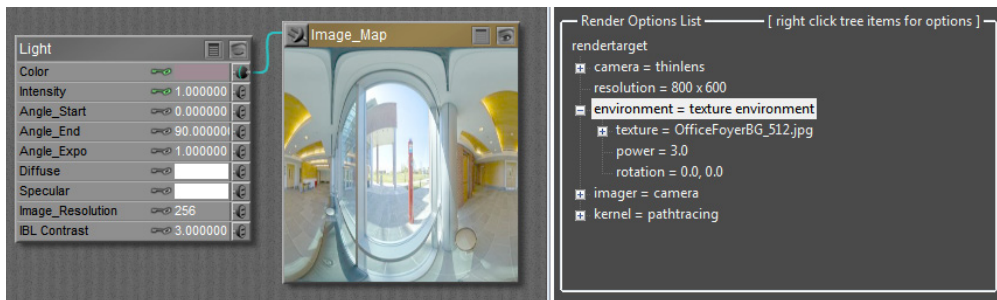 Light
Color
Intensity 1.000000
Angle_Start 0.000000
Angle_End 90.00000
Angle_Expo 1.000000
Diffuse
Specular
Image_Resolution 256
IBL Contrast 3.000000
Image_Map
Render Options List [ right click tree items for options ]
rendertarget
camera = thinlens
resolution = 800 x 600
environment = texture environment
texture = OfficeFoyerBG_512.jpg
power = 3.0
rotation = 0.0, 0.0
imager = camera
kernel = pathtracing